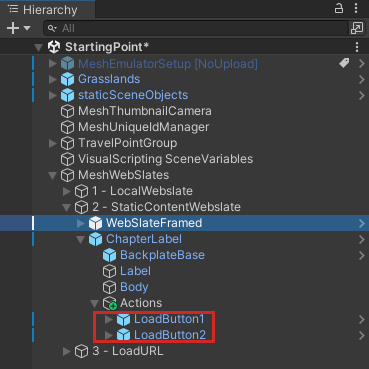 Hierarchy
All
StartingPoint*
MeshEmulatorSetup [NoUpload]
Grasslands
staticSceneObjects
MeshThumbnailCamera
MeshUniqueIdManager
TravelPointGroup
VisualScripting SceneVariables
MeshWebSlates
1 - LocalWebslate
2 - StaticContentWebslate
WebSlateFramed
ChapterLabel
BackplateBase
Label
Body
Actions
LoadButton1
LoadButton2
3 - LoadURL